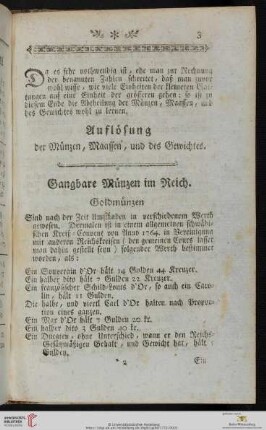 3
Da es sehr nothwendig ist, ehe man zur Rechnung
der benannten Zahlen schreitet, daß man zuvor
wohl wisse, wie viele Einheiten der kleineren
auf eine Einheit der größeren gehen: so ist zu
diesem Ende die Abtheilung der Münzen, Maassen, und
des Gewichtes wohl zu lernen.
Auflösung
der Münzen, Maassen, und des Gewichtes.
Gangbare Münzen im Reich.
Goldmünzen
Sind nach der Zeit Umständen in verschiedenem Werth
gewesen. Dermalen ist in einem allgemeinen schwäbi-
schen Kreis-Convent von Anno 1764. in Vereinigung
mit anderen Reichskreisen (den gemeinen Cours lasset
man dahin gestellt seyn) folgender Werth bestimmet
worden, als:
Ein Souverain d'Or hält 14 Gulden 44 Kreuzer.
Ein halber dito hält 7 Gulden 22 Kreuzer.
Ein französischer Schild-Louis d'Or, so auch ein Caro-
lin, hält 11 Gulden.
Die halbe, und viertl Carl d'Or halten nach Propor-
tion eines ganzen.
Ein Max d'Or hält 7 Gulden 20 kr.
Ein halber dito 3 Gulden 40 kr.
Ein Ducaten, ohne Unterschied, wann er den Reichs-
Gesätzmäßigen Gehalt, und Gewicht hat, hält
Gulden.
2 Ein